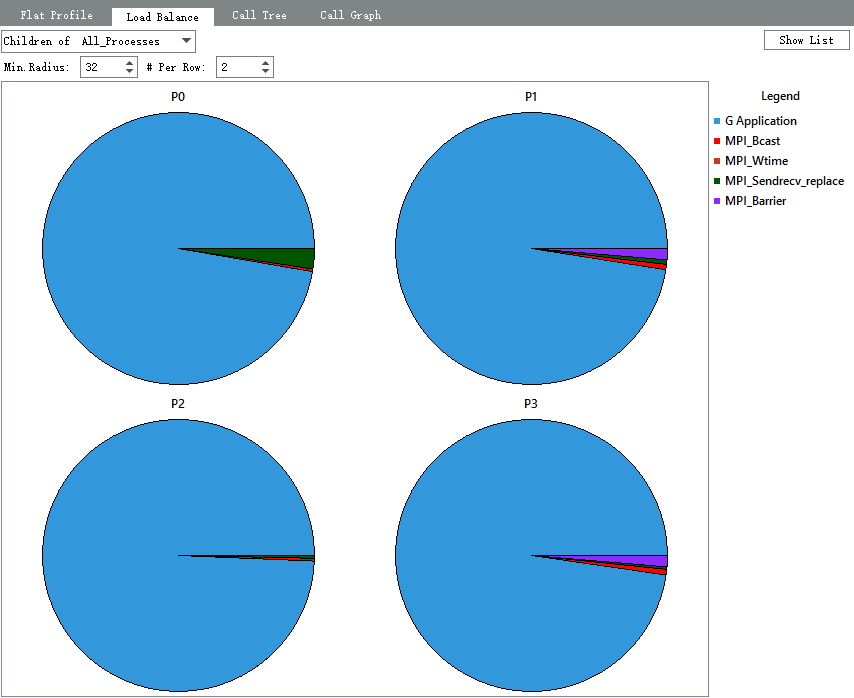 Flat Profile Load Balance Call Tree Call Graph
Children of All_Processes Show List
Min.Radius: 32 # Per Row: 2
P0 P1 Legend
G Application
MPI_Bcast
MPI_Wtime
MPI_Sendrecv_replace
MPI_Barrier
P2 P3